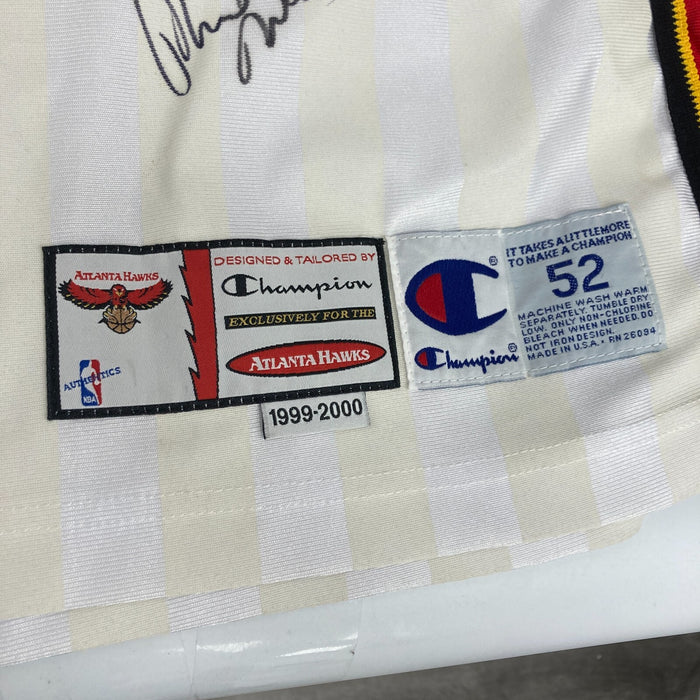 ATLANTA HAWKS
AUTHENTICS
NBA
DESIGNED & TAILORED BY
Champion
EXCLUSIVELY FOR THE
ATLANTA HAWKS
1999-2000
Champion
IT TAKES A LITTLE MORE
TO MAKE A CHAMPION
52
MACHINE WASH WARM
SEPARATELY. TUMBLE DRY
LOW. ONLY NON-CHLORINE
BLEACH WHEN NEEDED. DO
NOT IRON DESIGN.
MADE IN U.S.A. • RN 26094